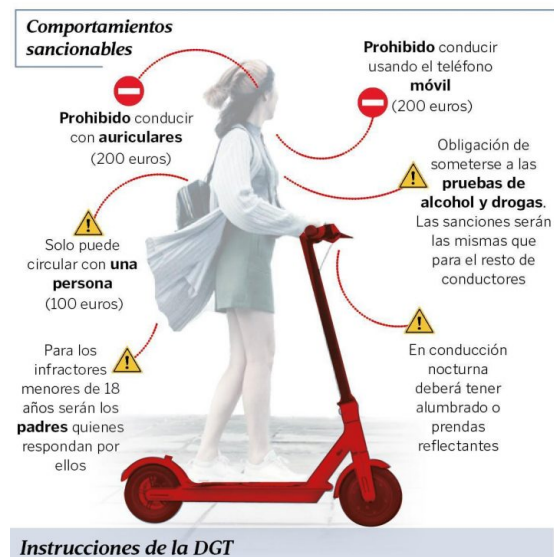 Comportamientos
sancionables
Prohibido conducir
con auriculares
(200 euros)
Prohibido conducir
usando el teléfono
móvil
(200 euros)
Solo puede
circular con una
persona
(100 euros)
Obligación de
someterse a las
pruebas de
alcohol y drogas.
Las sanciones serán
las mismas que
para el resto de
conductores
Para los
infractores
menores de 18
años serán los
padres quienes
respondan por
ellos
En conducción
nocturna
deberá tener
alumbrado o
prendas
reflectantes
Instrucciones de la DGT